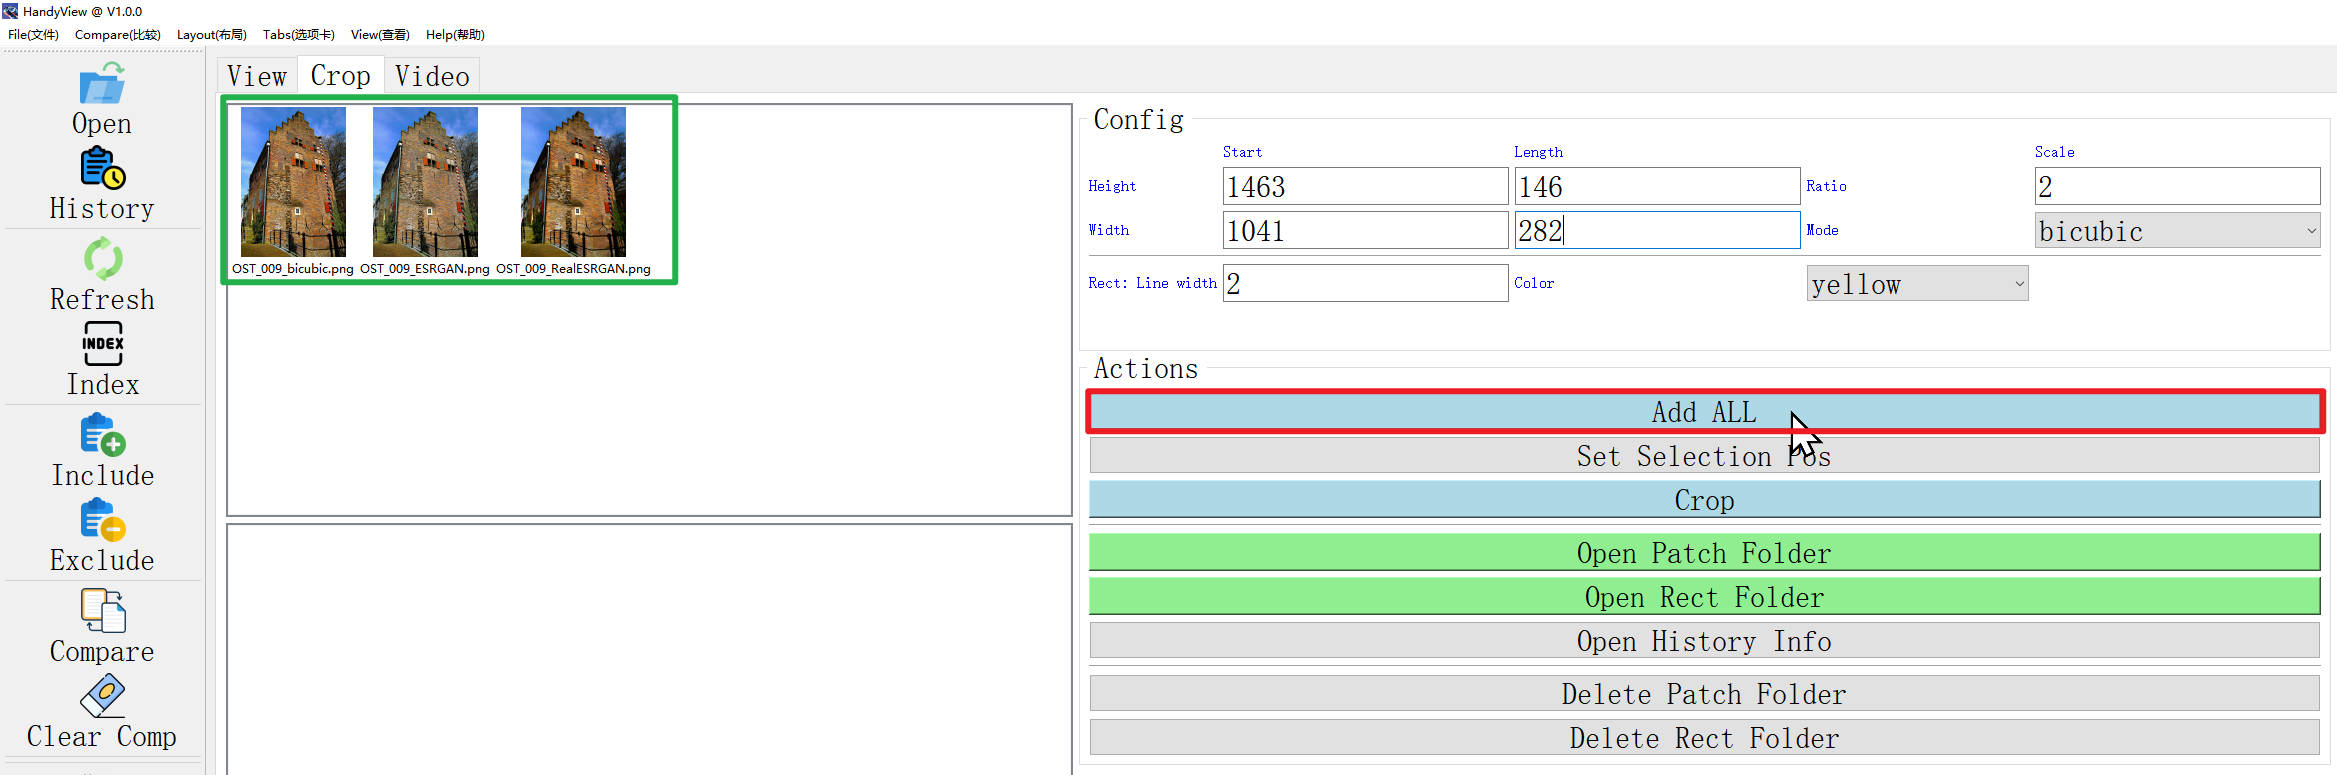 HandyView @ V1.0.0
File(文件) Compare(比较) Layout(布局) Tabs(选项卡) View(查看) Help(帮助)
Open
History
Refresh
INDEX
Index
Include
Exclude
Compare
Clear Comp
View Crop Video
OST_009_bicubic.png OST_009_ESRGAN.png OST_009_RealESRGAN.png
Config
Start Length Scale
Height 1463 146 Ratio 2
Width 1041 282 Mode bicubic
Rect: Line width 2 Color yellow
Actions
Add ALL
Set Selection Pos
Crop
Open Patch Folder
Open Rect Folder
Open History Info
Delete Patch Folder
Delete Rect Folder